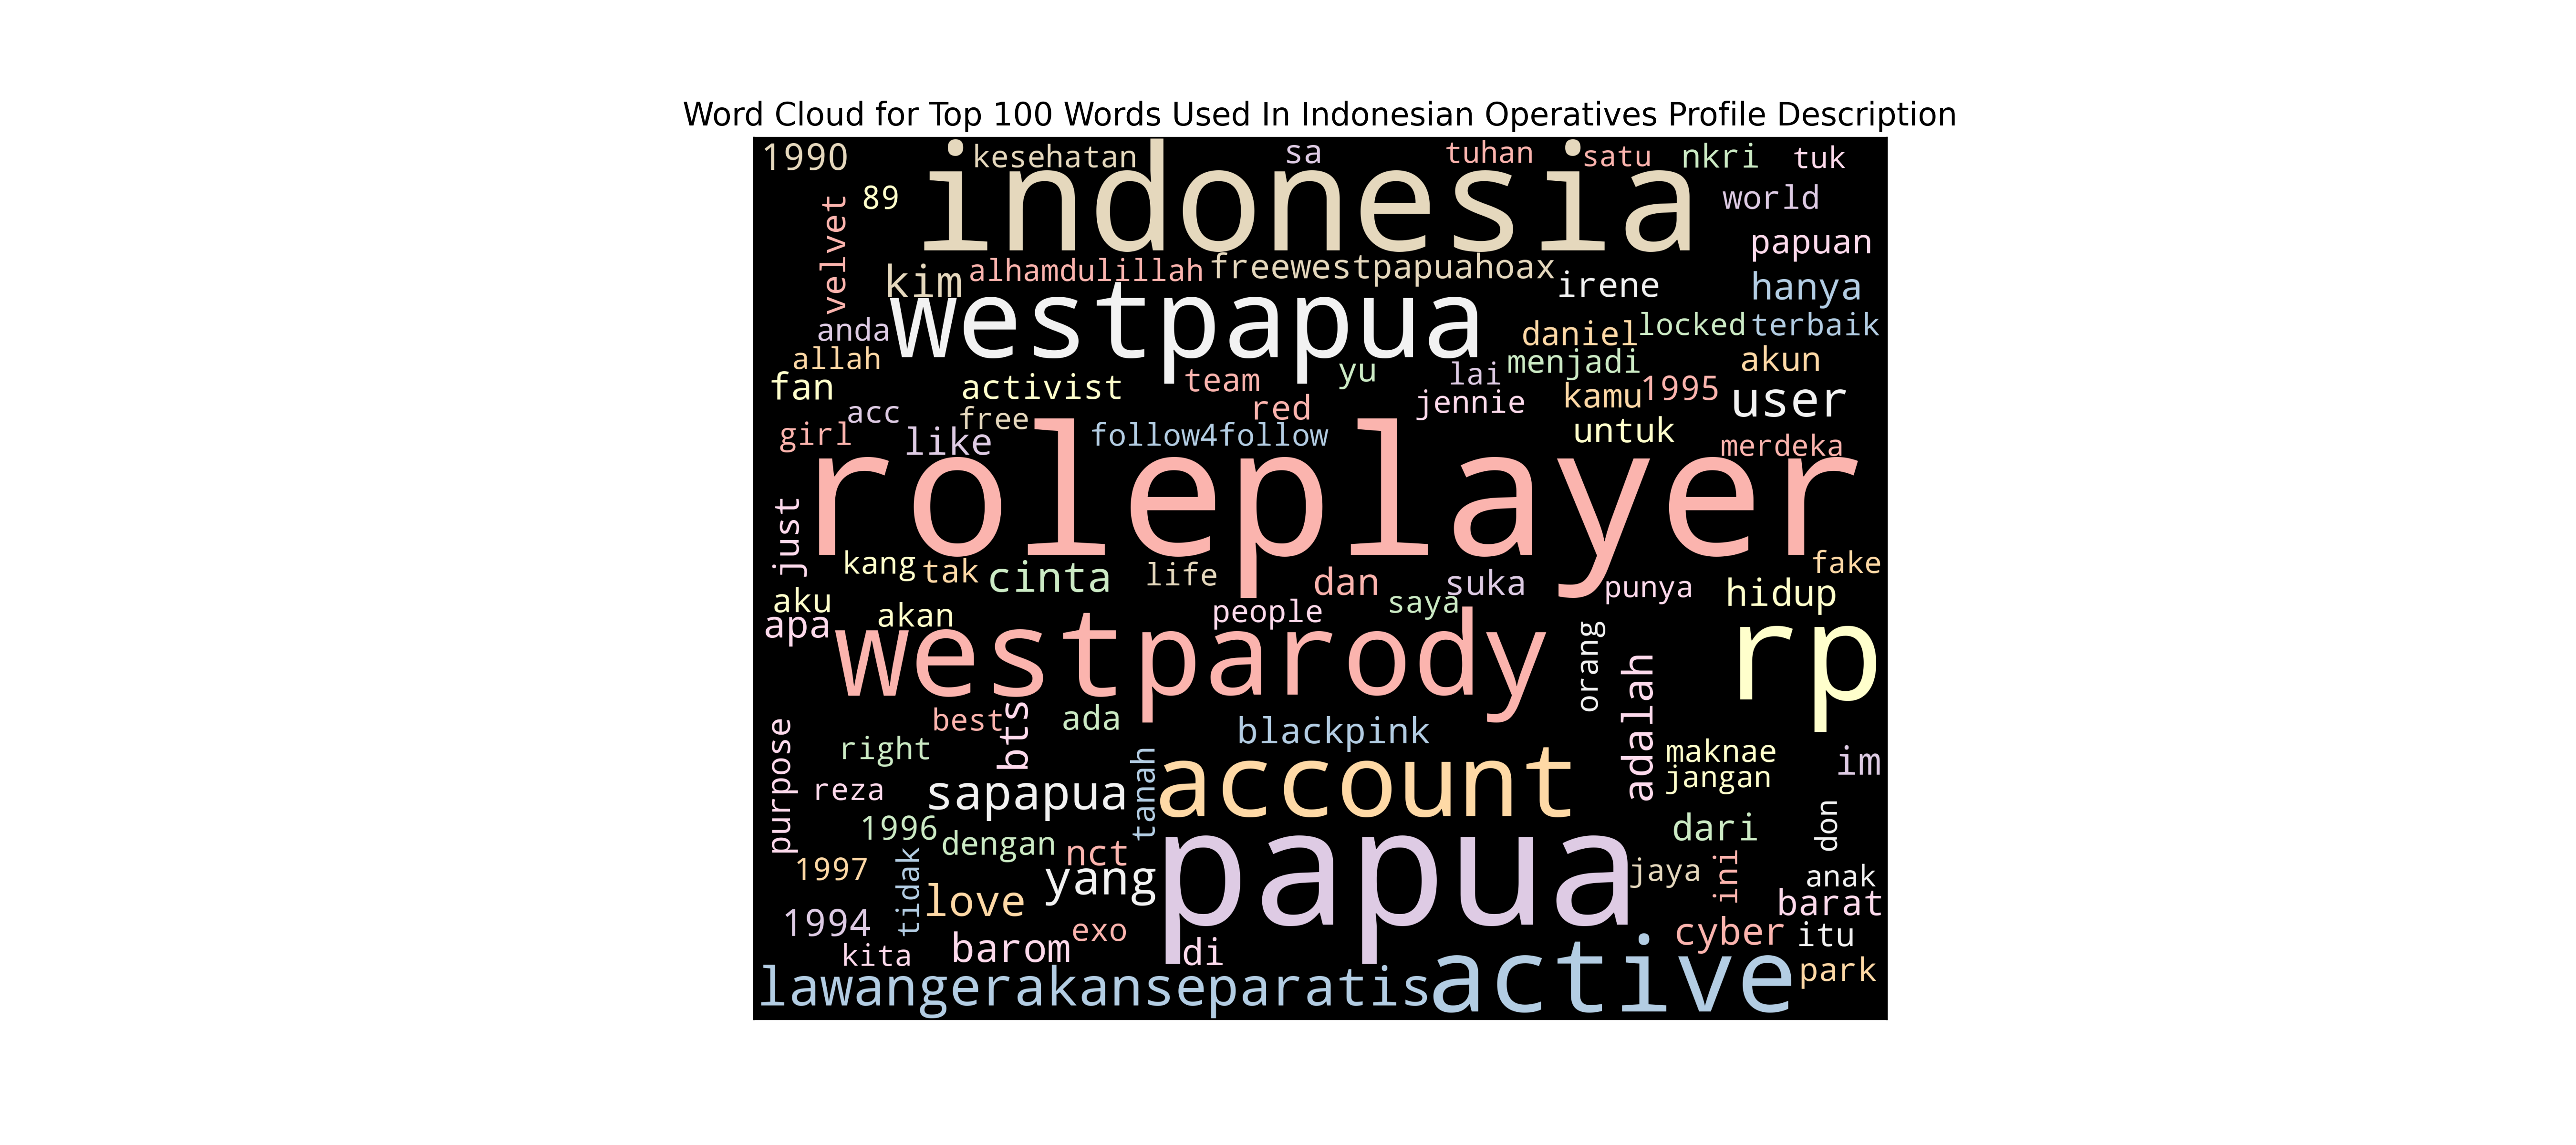 Word Cloud for Top 100 Words Used In Indonesian Operatives Profile Description
1990
kesehatan
sa
tuhan
satu
nkri
tuk
indonesia
89
world
velvet
papuan
kim
alhamdulillah
freewestpapuahoax
irene
hanya
westpapua
anda
daniel
locked
terbaik
allah
menjadi
akun
fan
activist
team
yu
lai
kamu
1995
user
acc
free
red
jennie
girl
like
follow4follow
untuk
merdeka
roleplayer
just
kang
tak
cinta
life
dan
suka
punya
fake
hidup
aku
apa
akan
people
saya
westparody
orang
adalah
rp
purpose
best
bts
ada
blackpink
right
maknae
jangan
im
reza
sapapua
tanah
account
1996
dengan
dari
don
nct
papua
1997
tidak
yang
jaya
ini
anak
love
barat
1994
exo
cyber
itu
kita
barom
di
lawangerakanseparatis
active
park